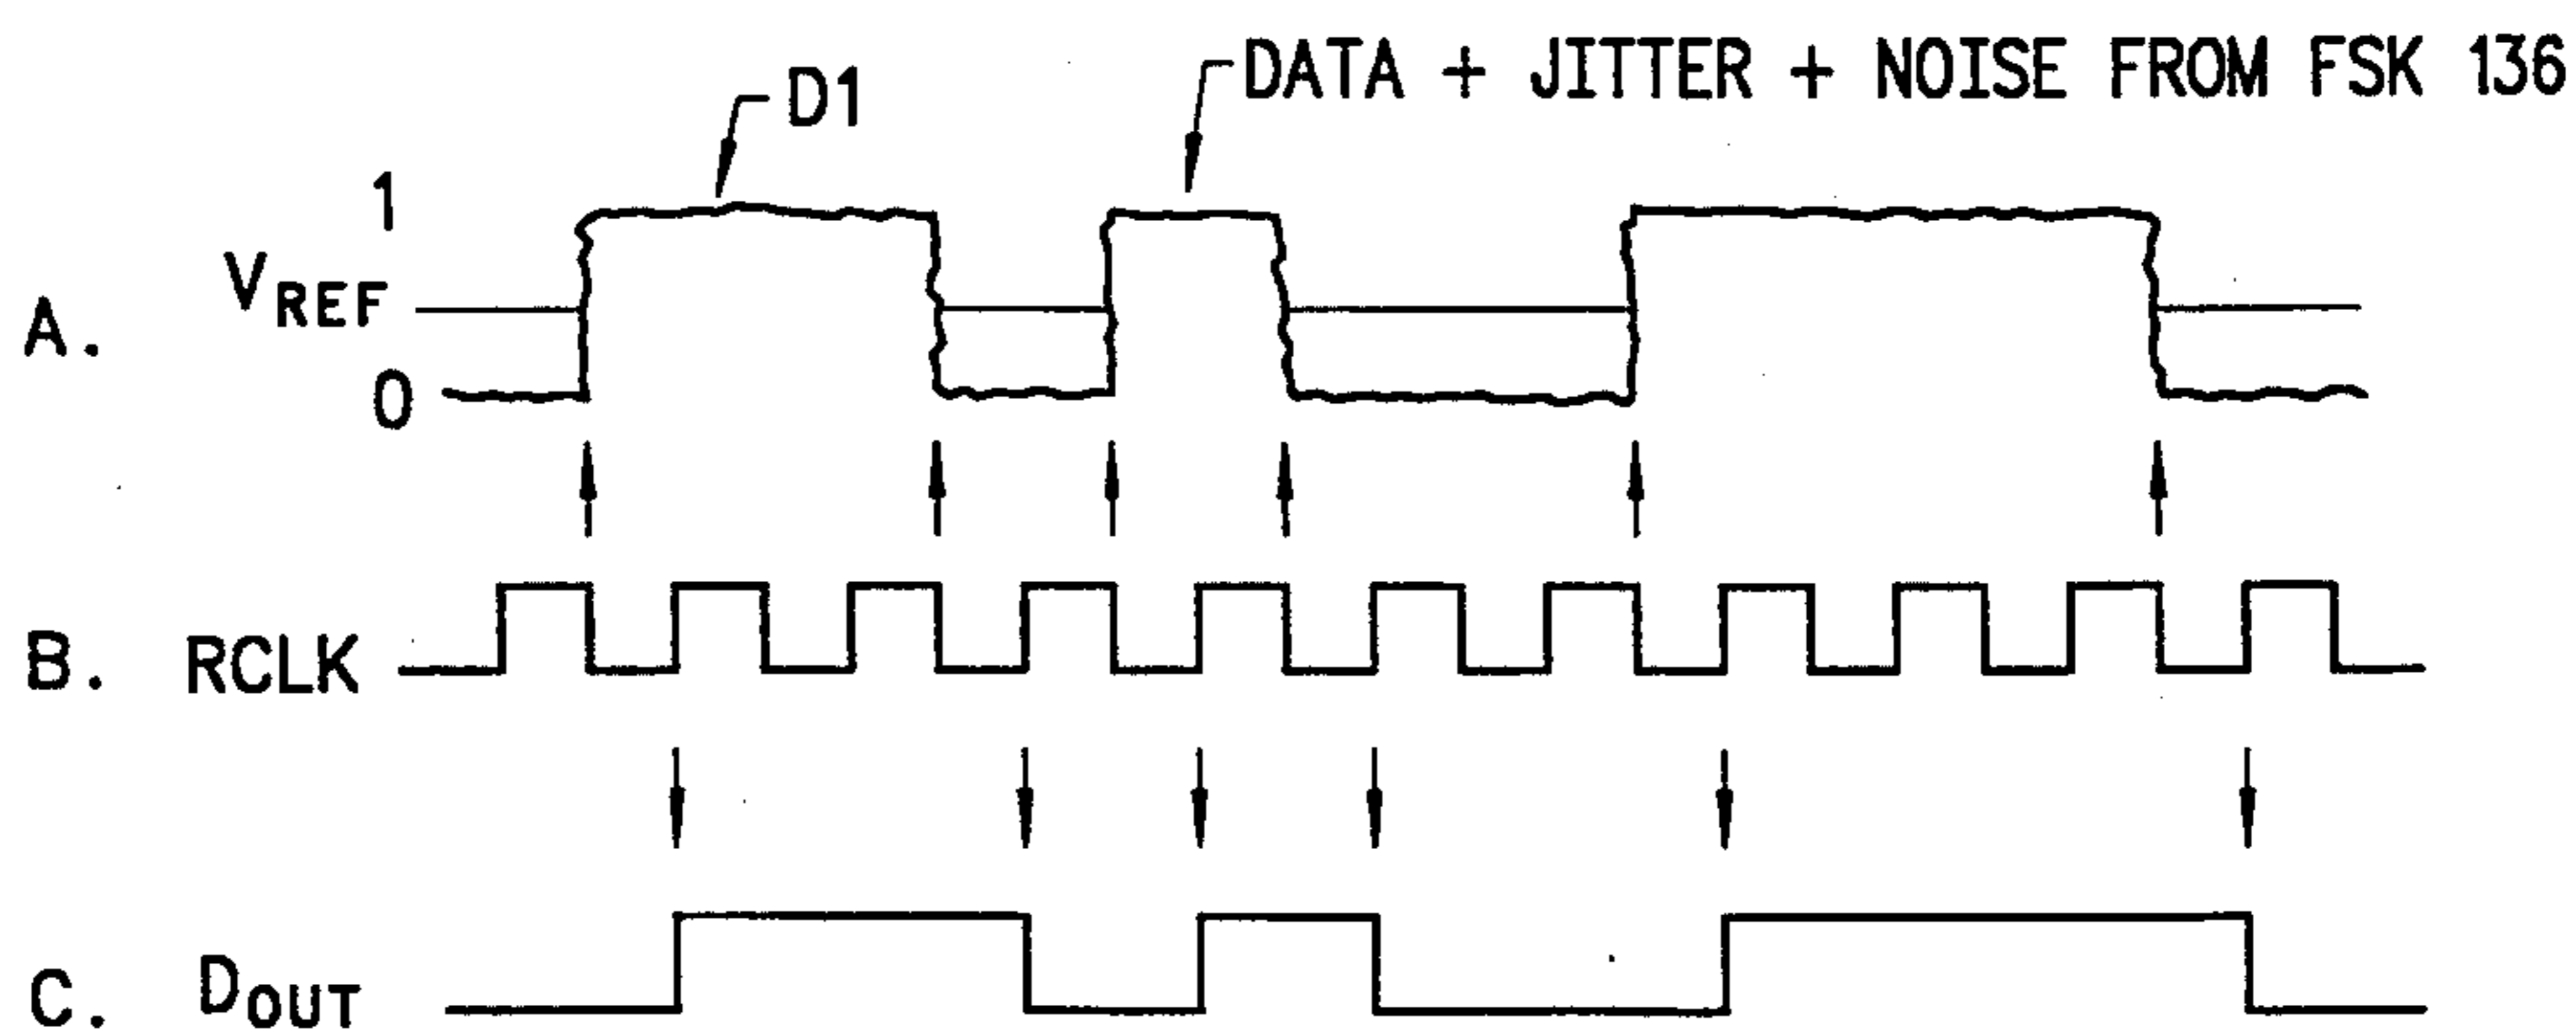 D1
DATA + JITTER + NOISE FROM FSK 136
1
A. VREF
0
B. RCLK
C. DOUT